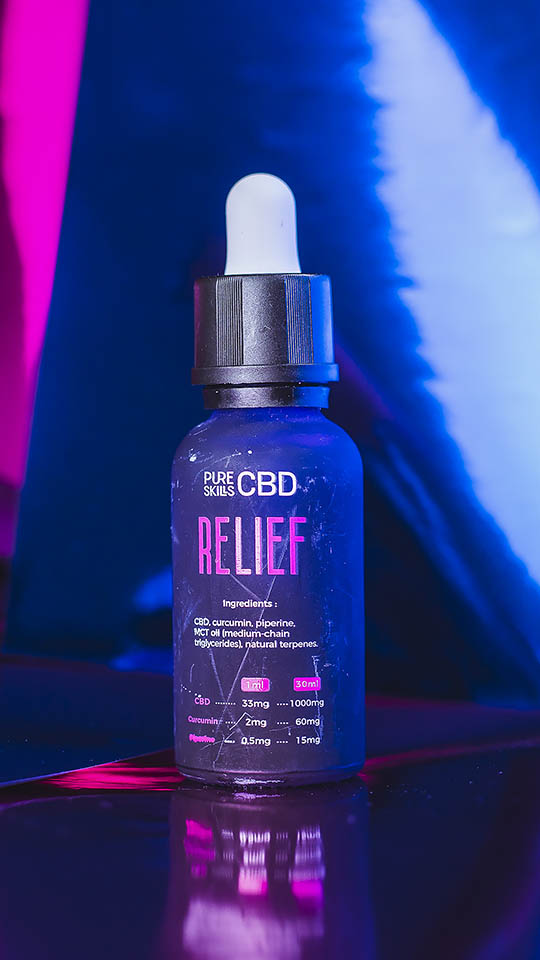 PURE SKILLS CBD
RELIEF
Ingredients :
CBD, curcumin, piperine,
MCT oil (medium-chain
triglycerides), natural terpenes.
1ml 30ml
CBD ...... 33mg .... 1000mg
Curcumin ... 2mg .... 60mg
Piperine ... 0.5mg .... 15mg